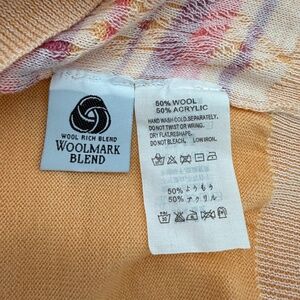 WOOL RICH BLEND
WOOLMARK
BLEND
50% WOOL
50% ACRYLIC
HAND WASH COLD.SEPARATELY.
DO NOT TWIST OR WRING.
DRY FLAT,RESHAPE.
DO NOT BLEACH, LOW IRON.
50% ようもう
50% アクリル